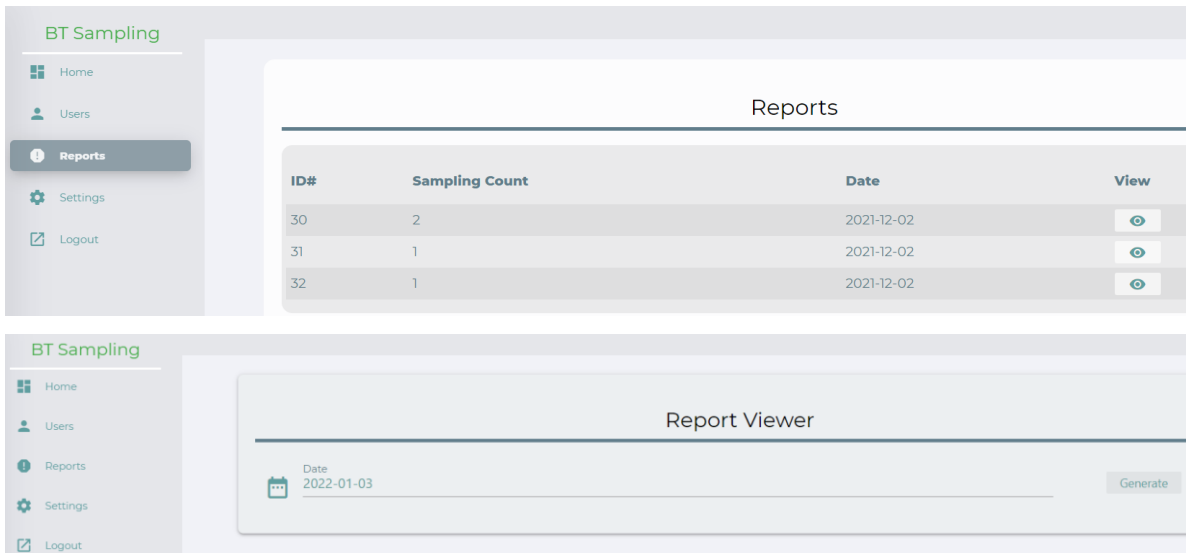 BT Sampling
Home
Users
Reports
Settings
Logout
Reports
ID# Sampling Count Date View
30 2 2021-12-02
31 1 2021-12-02
32 1 2021-12-02
BT Sampling
Home
Users
Reports
Settings
Logout
Report Viewer
Date
2022-01-03
Generate